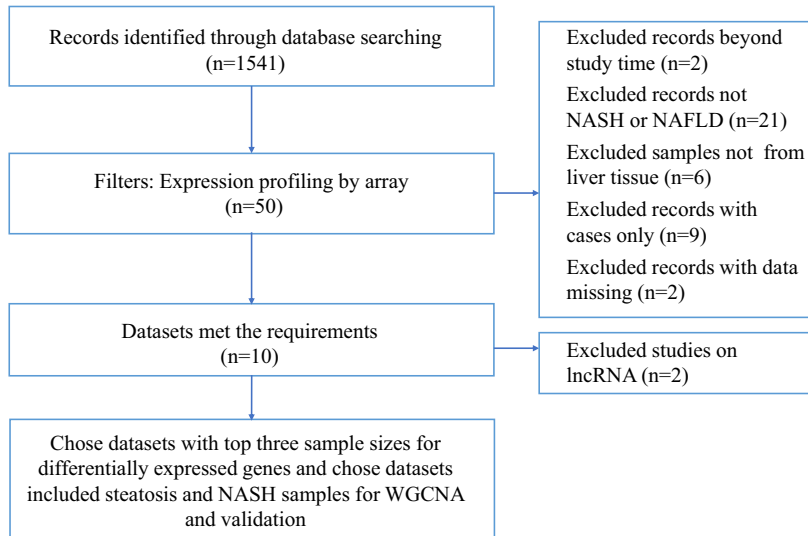 Records identified through database searching
(n=1541)
Filters: Expression profiling by array
(n=50)
Excluded records beyond
study time (n=2)
Excluded records not
NASH or NAFLD (n=21)
Excluded samples not from
liver tissue (n=6)
Excluded records with
cases only (n=9)
Excluded records with data
missing (n=2)
Datasets met the requirements
(n=10)
Excluded studies on
lncRNA (n=2)
Chose datasets with top three sample sizes for
differentially expressed genes and chose datasets
included steatosis and NASH samples for WGCNA
and validation